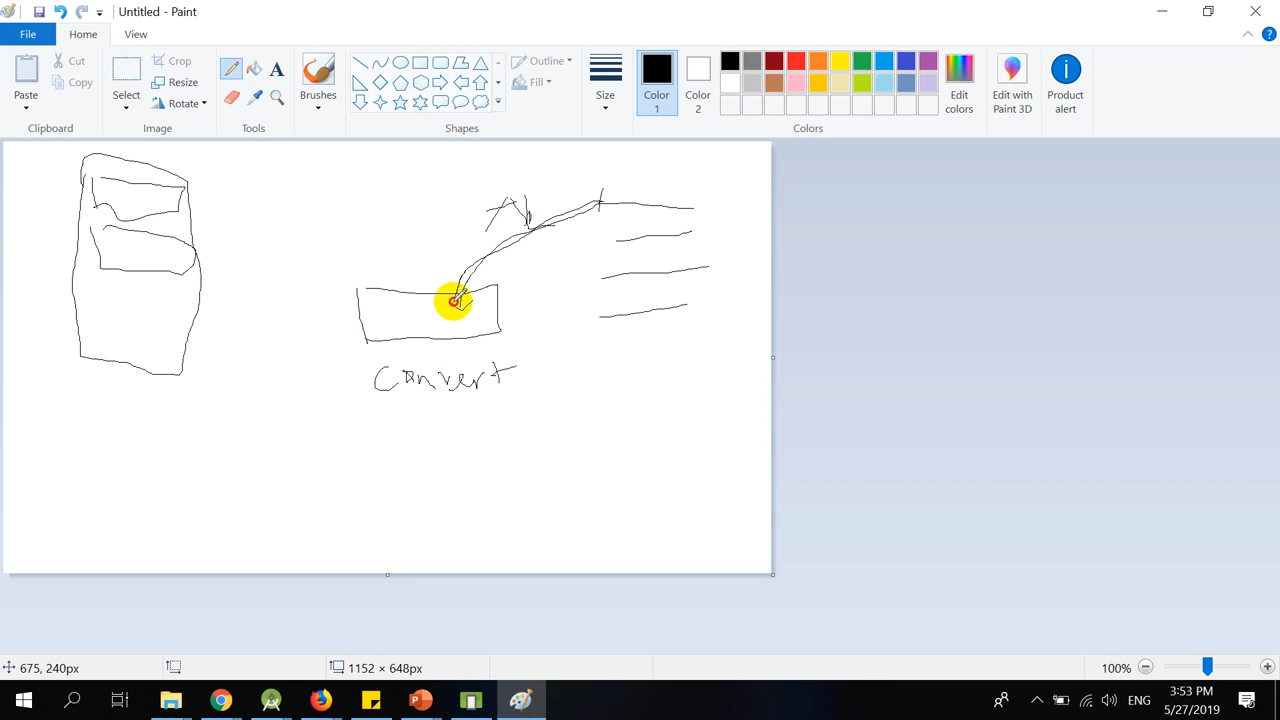 Untitled - Paint
File Home View
Cut
Copy
Paste
Clipboard
Select
Crop
Resize
Rotate
Image
A
Tools
Brushes
Outline
Fill
Shapes
Size
Color 1
Color 2
Edit colors
Colors
Edit with Paint 3D
Product alert
Convert
675, 240px
1152 × 648px
100%
ENG
3:53 PM
5/27/2019